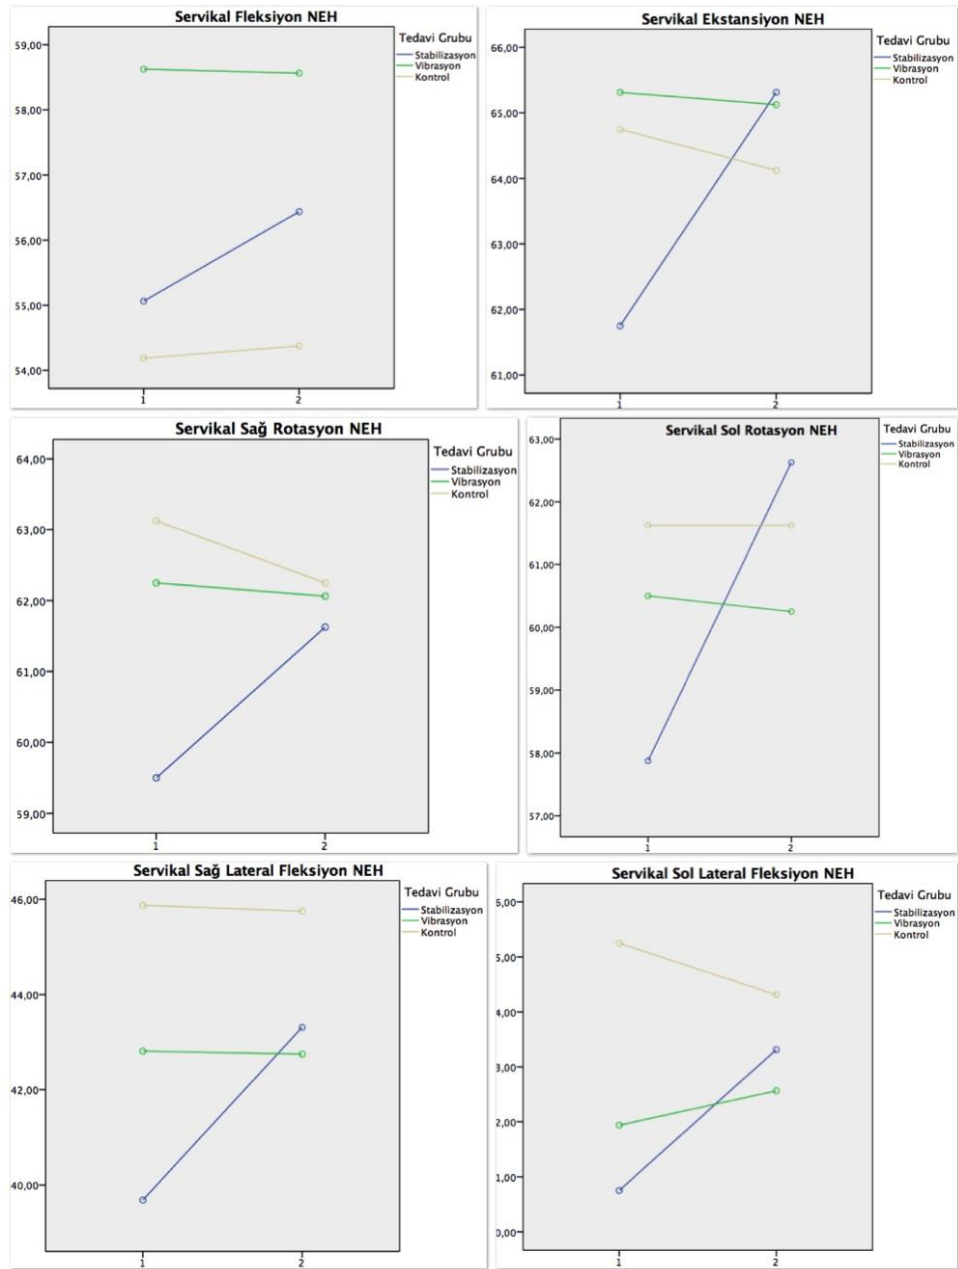 Servikal Fleksiyon NEH
Tedavi Grubu
Stabilizasyon
Vibrasyon
Kontrol
59,00
58,00
57,00
56,00
55,00
54,00
1 2
Servikal Ekstansiyon NEH
Tedavi Grubu
Stabilizasyon
Vibrasyon
Kontrol
66,00
65,00
64,00
63,00
62,00
61,00
1 2
Servikal Sağ Rotasyon NEH
Tedavi Grubu
Stabilizasyon
Vibrasyon
Kontrol
64,00
63,00
62,00
61,00
60,00
59,00
1 2
Servikal Sol Rotasyon NEH
Tedavi Grubu
Stabilizasyon
Vibrasyon
Kontrol
63,00
62,00
61,00
60,00
59,00
58,00
57,00
1 2
Servikal Sağ Lateral Fleksiyon NEH
Tedavi Grubu
Stabilizasyon
Vibrasyon
Kontrol
46,00
44,00
42,00
40,00
1 2
Servikal Sol Lateral Fleksiyon NEH
Tedavi Grubu
Stabilizasyon
Vibrasyon
Kontrol
5,00
5,00
4,00
3,00
2,00
1,00
0,00
1 2